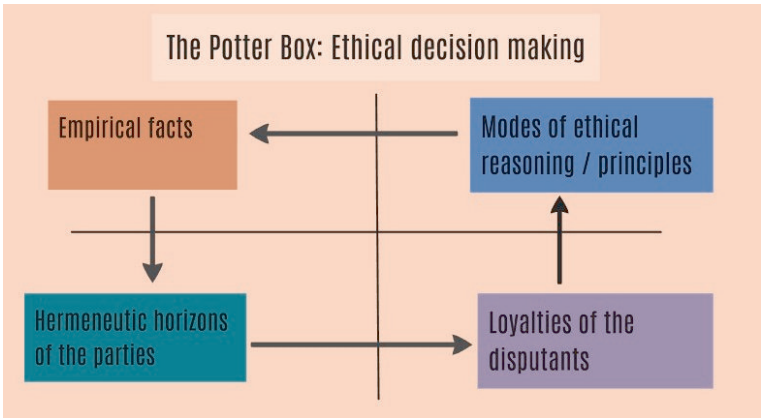 The Potter Box: Ethical decision making
Empirical facts
Modes of ethical
reasoning / principles
Hermeneutic horizons
of the parties
Loyalties of the
disputants